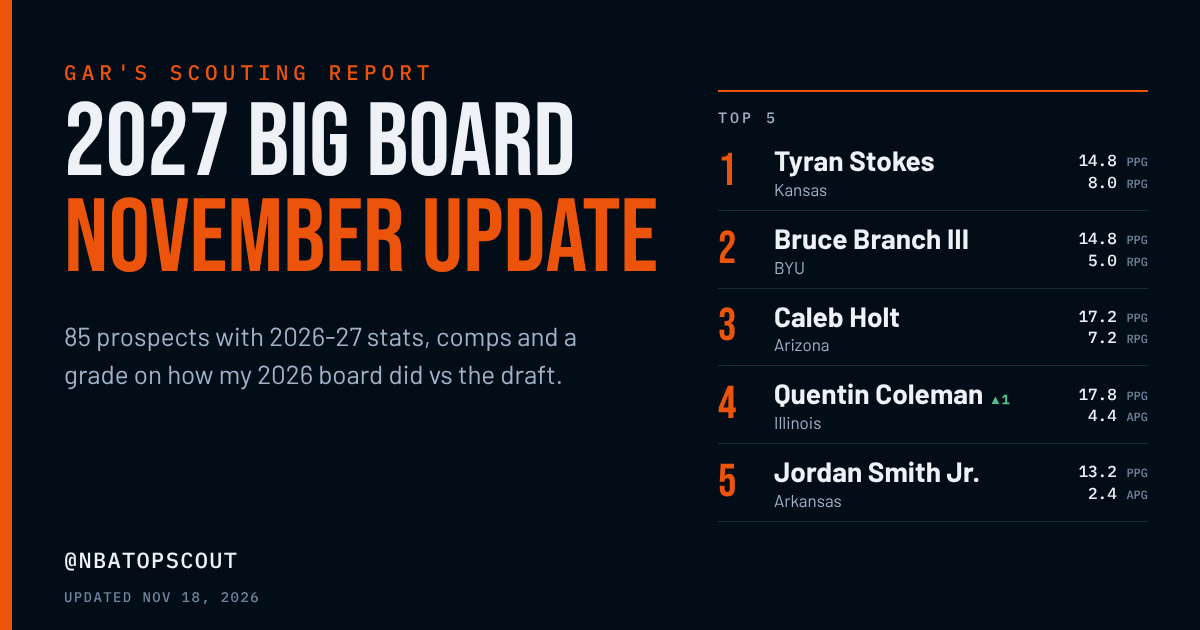 GAR'S SCOUTING REPORT
2027 BIG BOARD
NOVEMBER UPDATE
85 prospects with 2026-27 stats, comps and a
grade on how my 2026 board did vs the draft.
@NBATOPSCOUT
UPDATED NOV 18, 2026
TOP 5
1 Tyran Stokes 14.8 PPG
Kansas 8.0 RPG
2 Bruce Branch III 14.8 PPG
BYU 5.0 RPG
3 Caleb Holt 17.2 PPG
Arizona 7.2 RPG
4 Quentin Coleman ▲1 17.8 PPG
Illinois 4.4 APG
5 Jordan Smith Jr. 13.2 PPG
Arkansas 2.4 APG